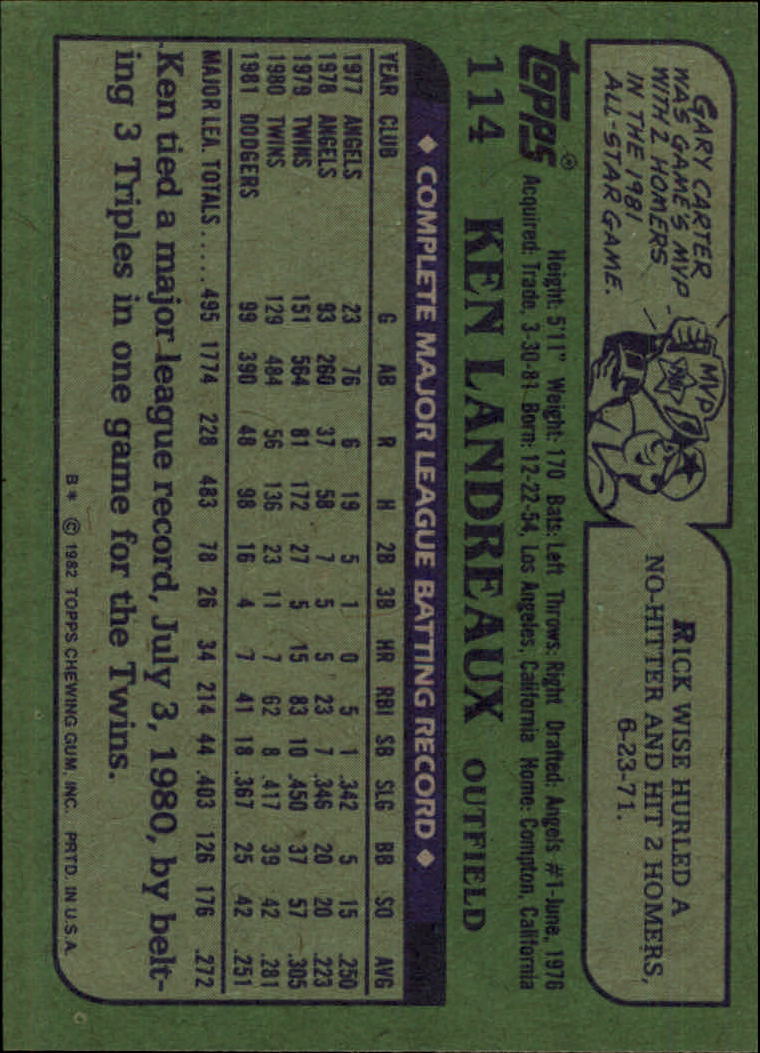 GARY CARTER
WAS GAME'S MVP
WITH 2 HOMERS
IN THE 1981
ALL-STAR GAME.
MVP
RICK WISE HURLED A
NO-HITTER AND HIT 2 HOMERS,
6-23-71.
topps®
Height: 5'11" Weight: 170 Bats: Left Throws: Right Drafted: Angels #1-June, 1976
Acquired: Trade, 3-30-81 Born: 12-22-54, Los Angeles, California Home: Compton, California
114 KEN LANDREAUX OUTFIELD
◆ COMPLETE MAJOR LEAGUE BATTING RECORD ◆
YEAR CLUB G AB R H 2B 3B HR RBI SB SLG BB SO AVG
1977 ANGELS 23 76 6 19 5 1 0 5 1 .342 5 15 .250
1978 ANGELS 93 260 37 58 7 5 5 23 7 .346 20 20 .223
1979 TWINS 151 564 81 172 27 5 15 83 10 .450 37 57 .305
1980 TWINS 129 484 56 136 23 11 7 62 8 .417 39 42 .281
1981 DODGERS 99 390 48 98 16 4 7 41 18 .367 25 42 .251
MAJOR LEA. TOTALS ..... 495 1774 228 483 78 26 34 214 44 .403 126 176 .272
Ken tied a major league record, July 3, 1980, by belt-
ing 3 Triples in one game for the Twins.
B* © 1982 TOPPS CHEWING GUM, INC. PRTD. IN U.S.A.